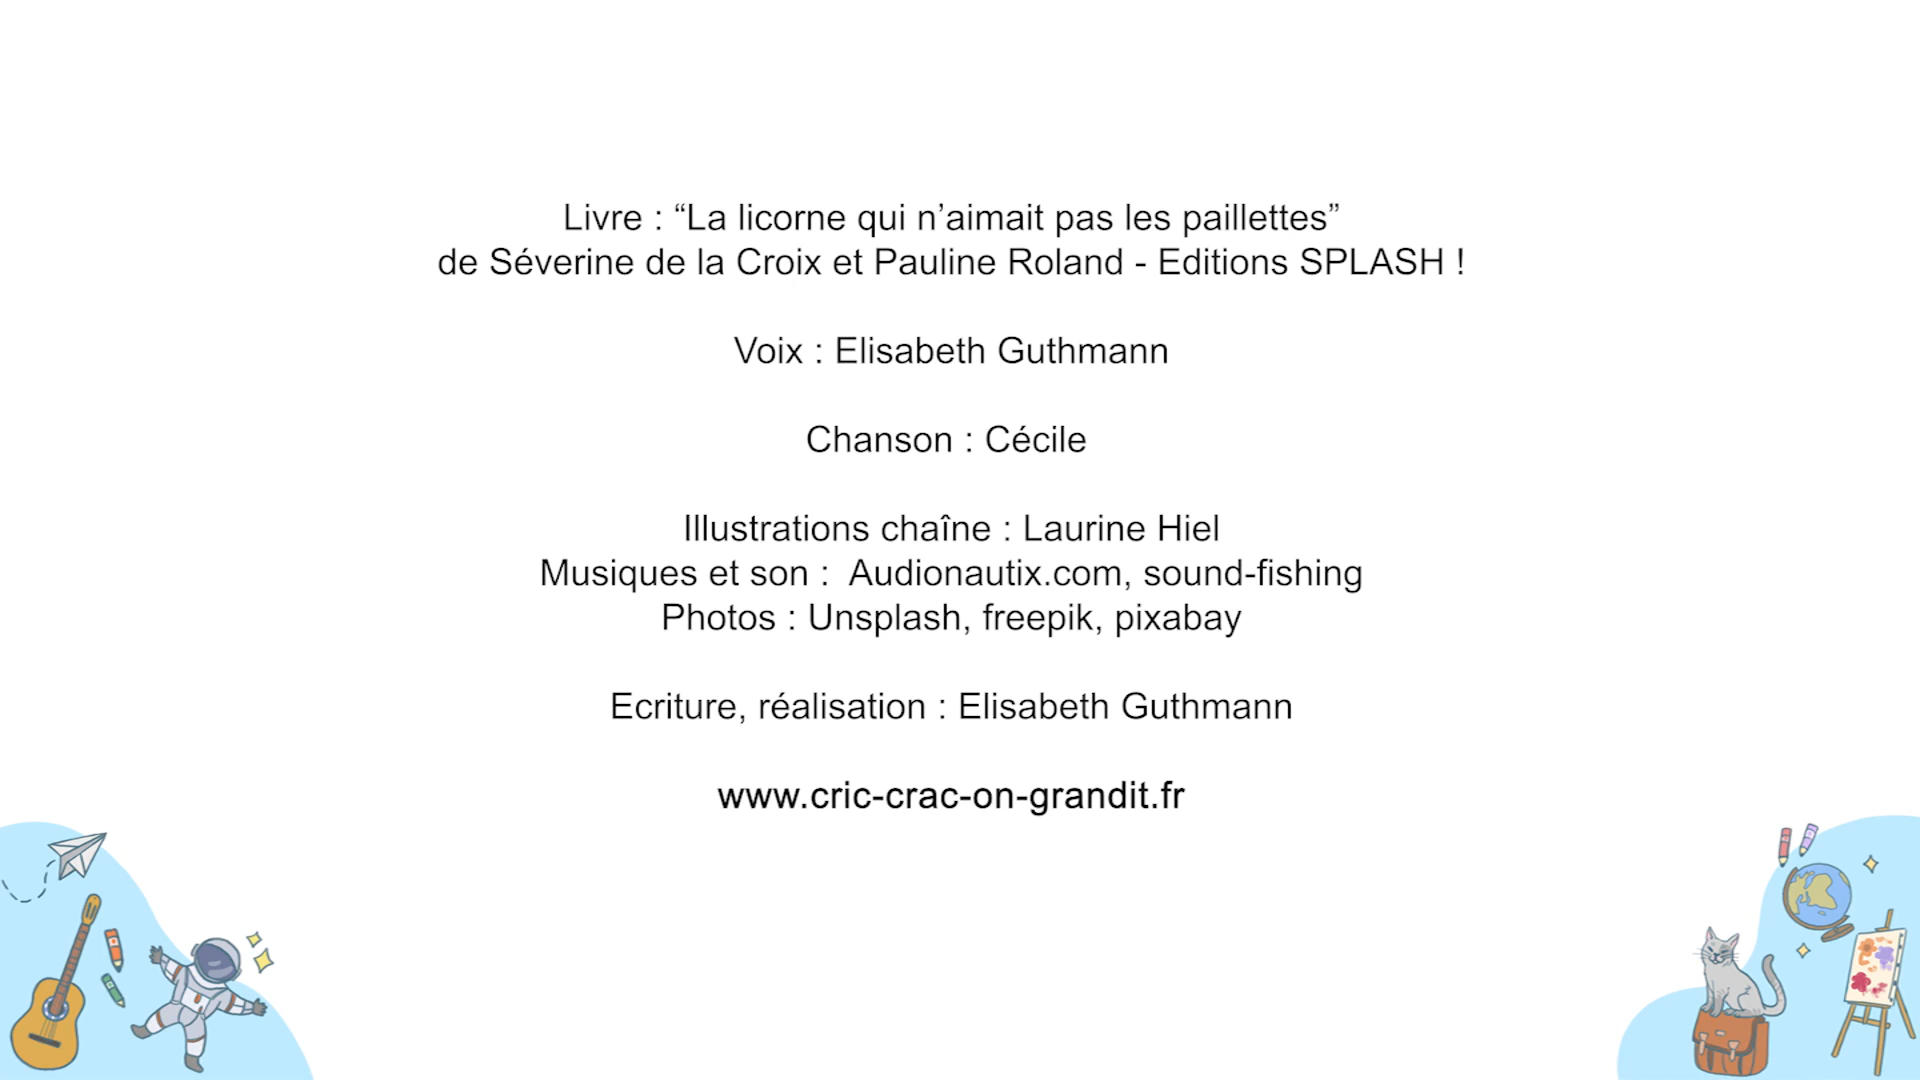 Livre : “La licorne qui n’aimait pas les paillettes”
de Séverine de la Croix et Pauline Roland - Editions SPLASH !
Voix : Elisabeth Guthmann
Chanson : Cécile
Illustrations chaîne : Laurine Hiel
Musiques et son :  Audionautix.com, sound-fishing
Photos : Unsplash, freepik, pixabay
Ecriture, réalisation : Elisabeth Guthmann
www.cric-crac-on-grandit.fr